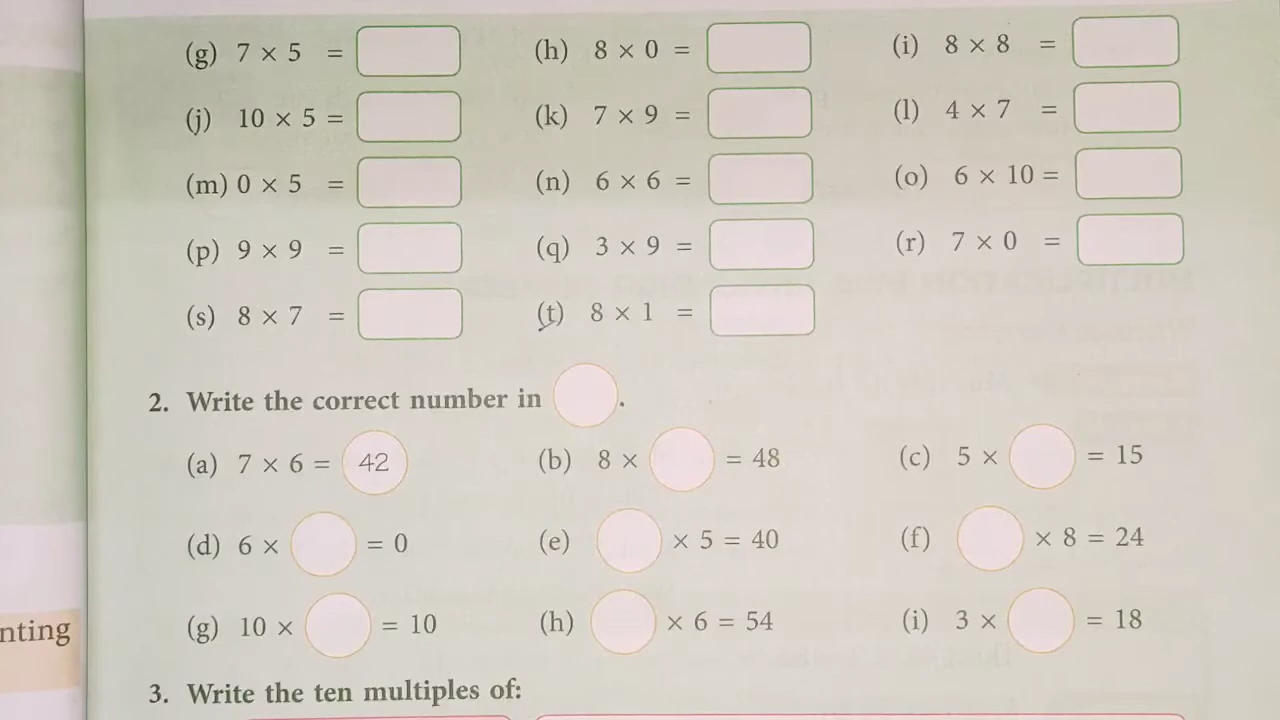 (g) 7 × 5 = (h) 8 × 0 = (i) 8 × 8 =
(j) 10 × 5 = (k) 7 × 9 = (l) 4 × 7 =
(m) 0 × 5 = (n) 6 × 6 = (o) 6 × 10 =
(p) 9 × 9 = (q) 3 × 9 = (r) 7 × 0 =
(s) 8 × 7 = (t) 8 × 1 =
2. Write the correct number in .
(a) 7 × 6 = 42 (b) 8 × = 48 (c) 5 × = 15
(d) 6 × = 0 (e) × 5 = 40 (f) × 8 = 24
(g) 10 × = 10 (h) × 6 = 54 (i) 3 × = 18
nting
3. Write the ten multiples of: